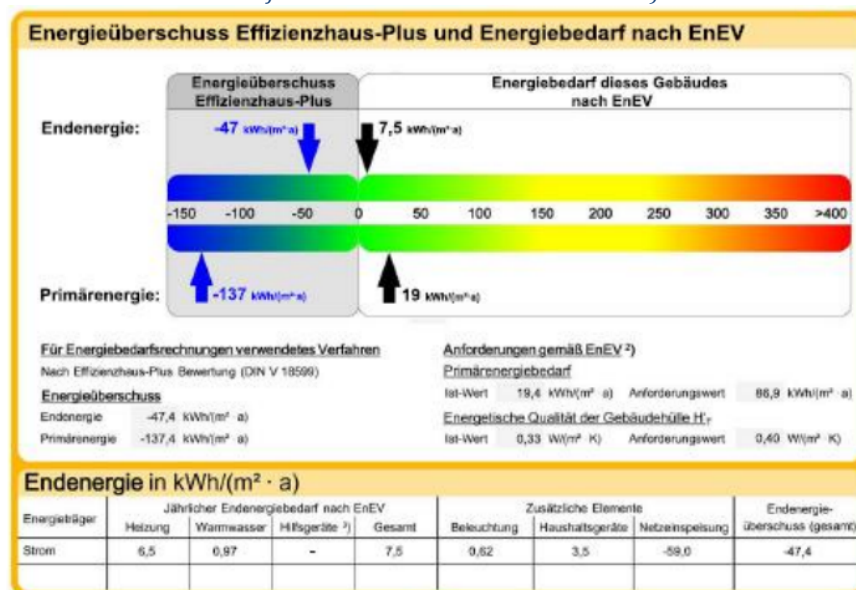 Energieüberschuss Effizienzhaus-Plus und Energiebedarf nach EnEV
Energieüberschuss
Effizienzhaus-Plus
Energiebedarf dieses Gebäudes
nach EnEV
Endenergie:
-47 kWh/(m²·a)
7,5 kWh/(m²·a)
-150 -100 -50 0 50 100 150 200 250 300 350 >400
Primärenergie:
-137 kWh/(m²·a)
19 kWh/(m²·a)
Für Energiebedarfsrechnungen verwendetes Verfahren
Nach Effizienzhaus-Plus Bewertung (DIN V 18599)
Energieüberschuss
Endenergie -47,4 kWh/(m² a)
Primärenergie -137,4 kWh/(m² a)
Anforderungen gemäß EnEV ²)
Primärenergiebedarf
Ist-Wert 19,4 kWh/(m² a) Anforderungswert 86,9 kWh/(m² a)
Energetische Qualität der Gebäudehülle H'T
Ist-Wert 0,33 W/(m² K) Anforderungswert 0,40 W/(m² K)
Endenergie in kWh/(m² · a)
Energieträger
Jährlicher Endenergiebedarf nach EnEV
Heizung Warmwasser Hilfsgeräte ³) Gesamt
Zusätzliche Elemente
Beleuchtung Haushaltsgeräte Netzeinspeisung
Endenergie-
überschuss (gesamt)
Strom 6,5 0,97 - 7,5 0,62 3,5 -59,0 -47,4